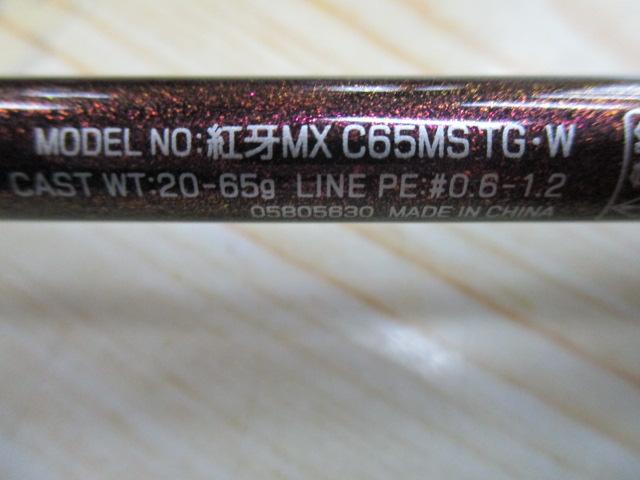 MODEL NO:紅牙MX C65MS TG·W
CAST WT:20-65g LINE PE:#0.6-1.2
05805630 MADE IN CHINA